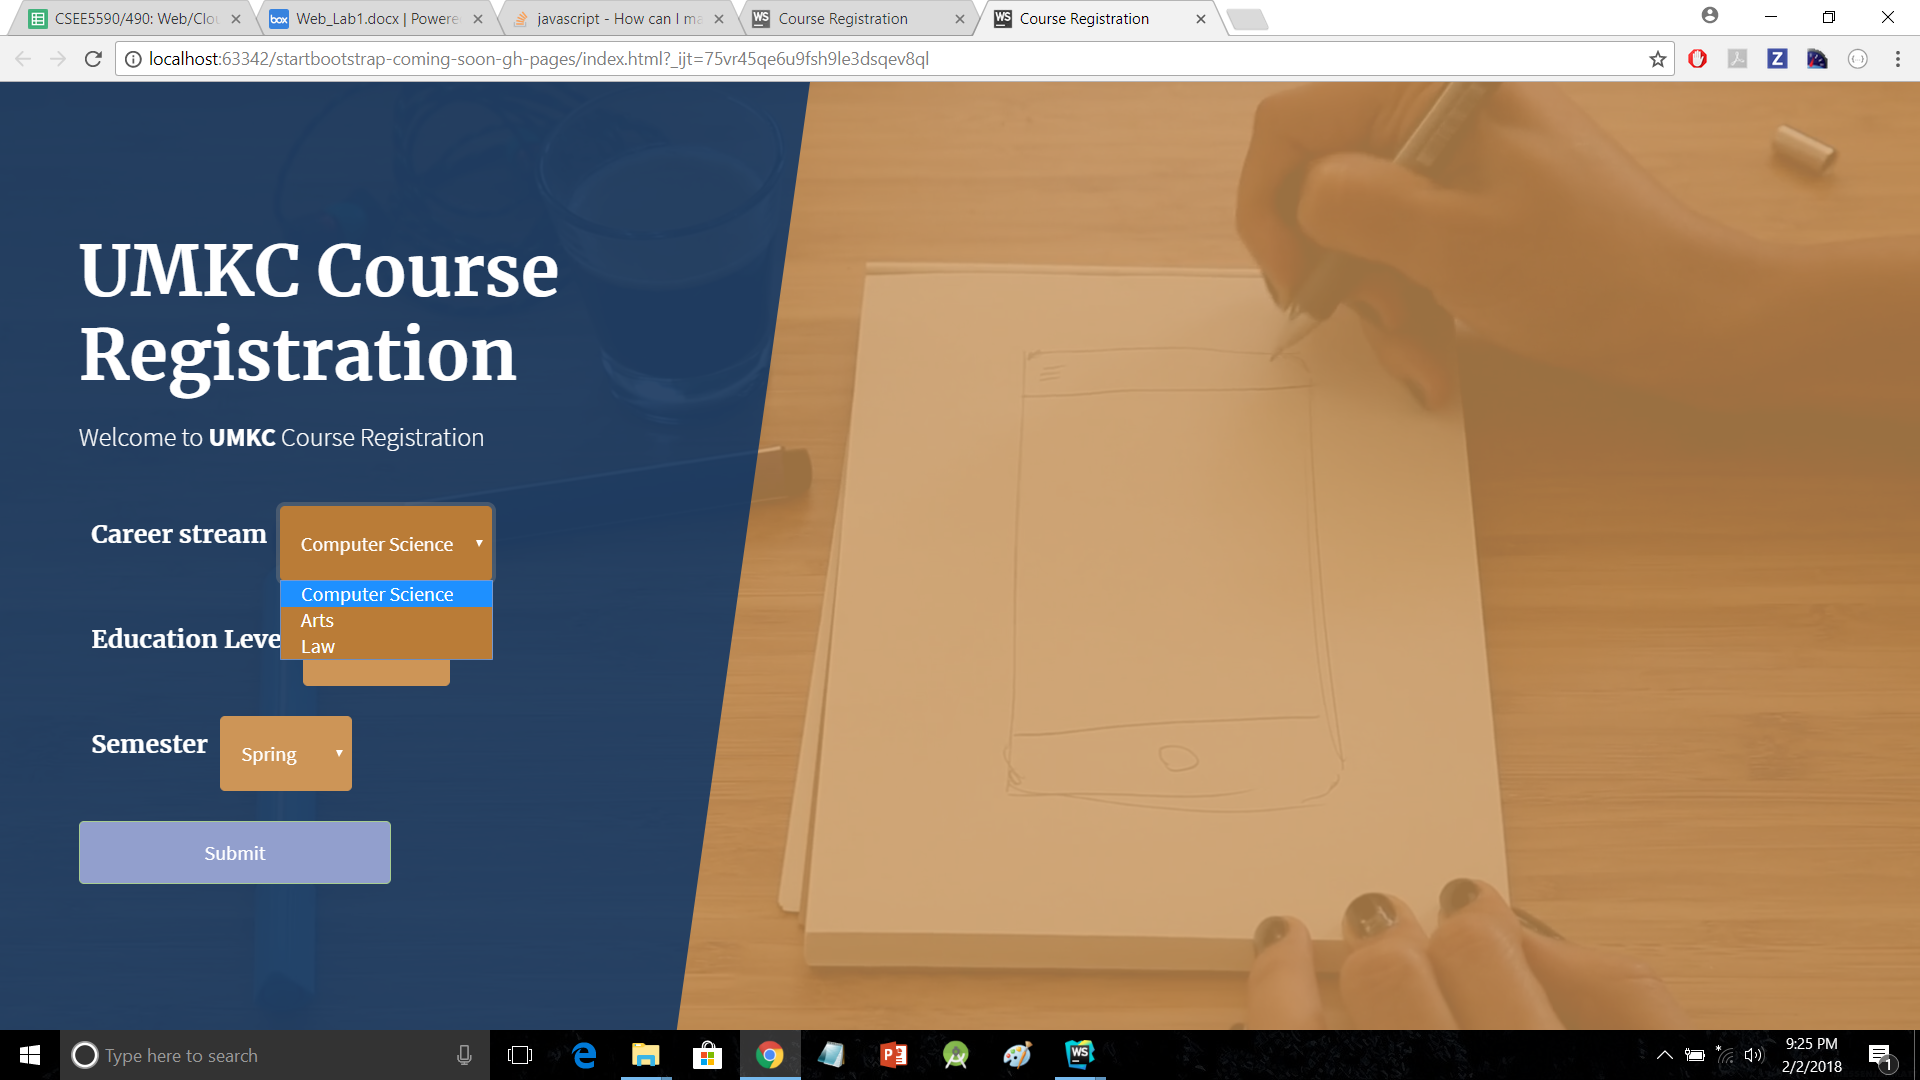 CSEE5590/490: Web/Clou
Web_Lab1.docx | Powere
javascript - How can I ma
Course Registration
Course Registration
localhost:63342/startbootstrap-coming-soon-gh-pages/index.html?_ijt=75vr45qe6u9fsh9le3dsqev8ql
UMKC Course
Registration
Welcome to UMKC Course Registration
Career stream
Computer Science
Computer Science
Arts
Law
Education Leve
Semester
Spring
Submit
Type here to search
9:25 PM
2/2/2018
1